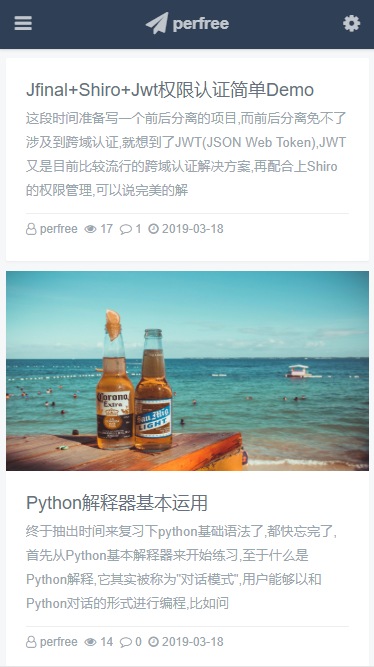 perfree
Jfinal+Shiro+Jwt权限认证简单Demo
这段时间准备写一个前后分离的项目,而前后分离免不了
涉及到跨域认证,就想到了JWT(JSON Web Token),JWT
又是目前比较流行的跨域认证解决方案,再配合上Shiro
的权限管理,可以说完美的解
perfree 17 1 2019-03-18
Corona
Extra
San Mig
LIGHT
Python解释器基本运用
终于抽出时间来复习下python基础语法了,都快忘完了,
首先从Python基本解释器来开始练习,至于什么是
Python解释,它其实被称为"对话模式",用户能够以和
Python对话的形式进行编程,比如问
perfree 14 0 2019-03-18